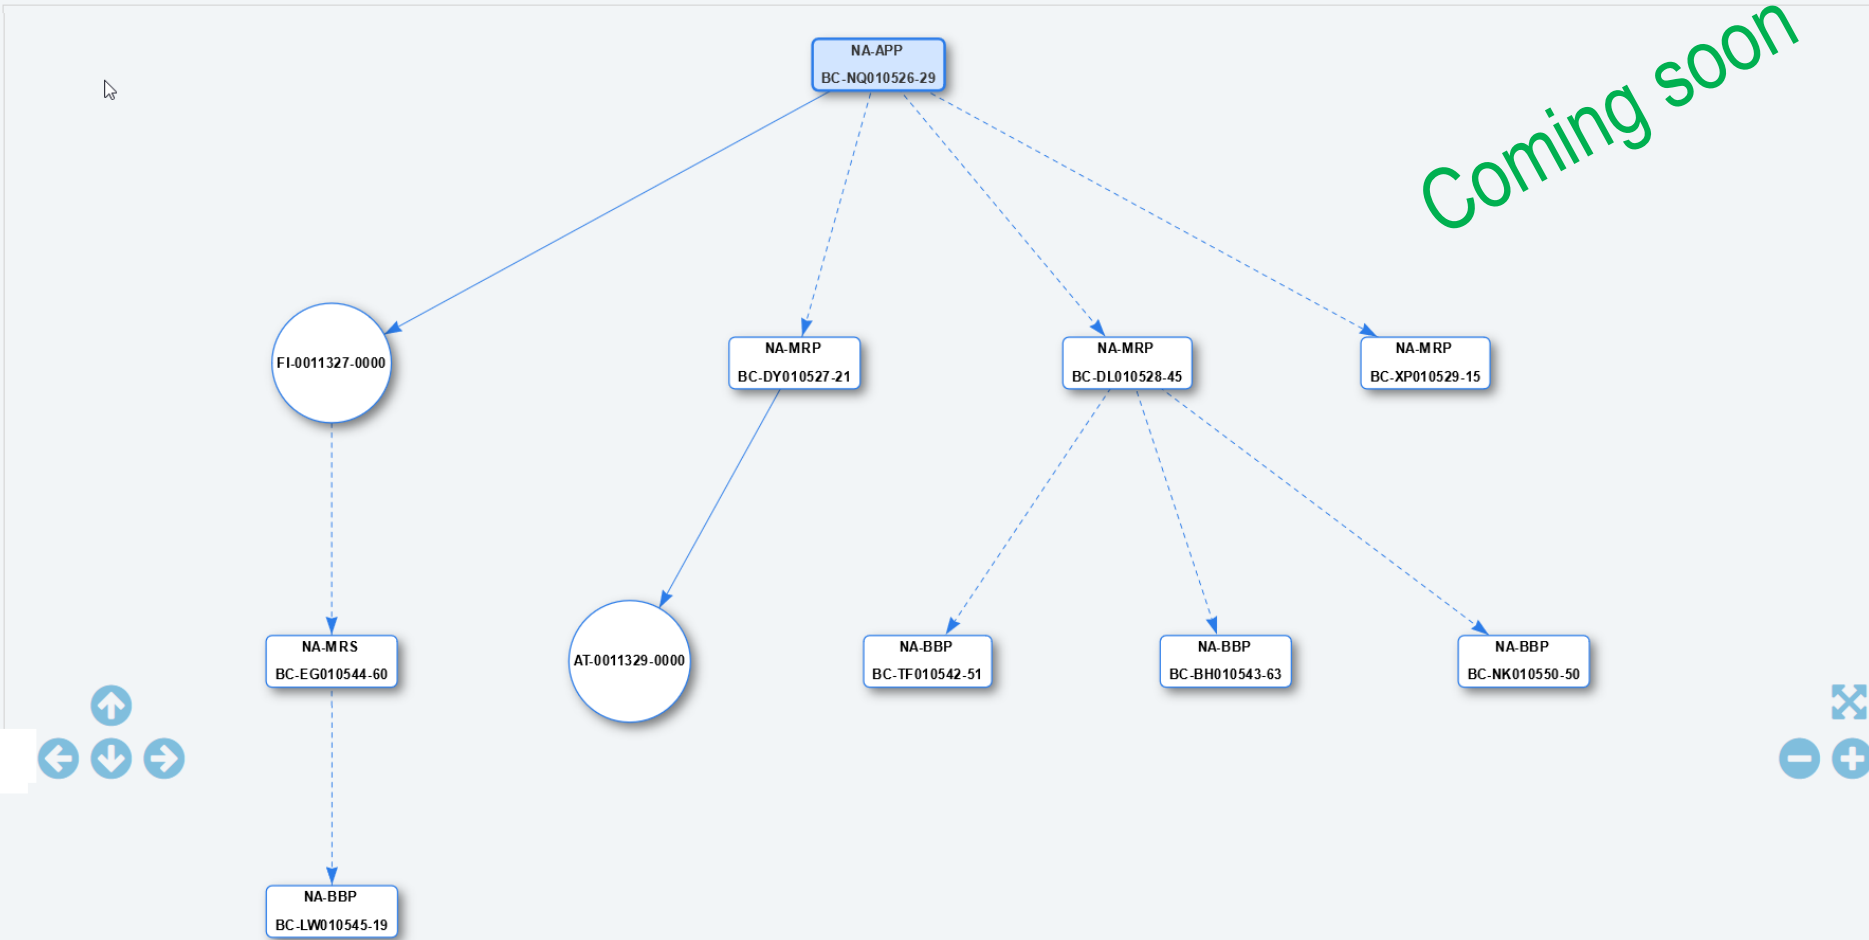 NA-APP
BC-NQ010526-29
Coming soon
FI-0011327-0000
NA-MRP
BC-DY010527-21
NA-MRP
BC-DL010528-45
NA-MRP
BC-XP010529-15
NA-MRS
BC-EG010544-60
AT-0011329-0000
NA-BBP
BC-TF010542-51
NA-BBP
BC-BH010543-63
NA-BBP
BC-NK010550-50
NA-BBP
BC-LW010545-19